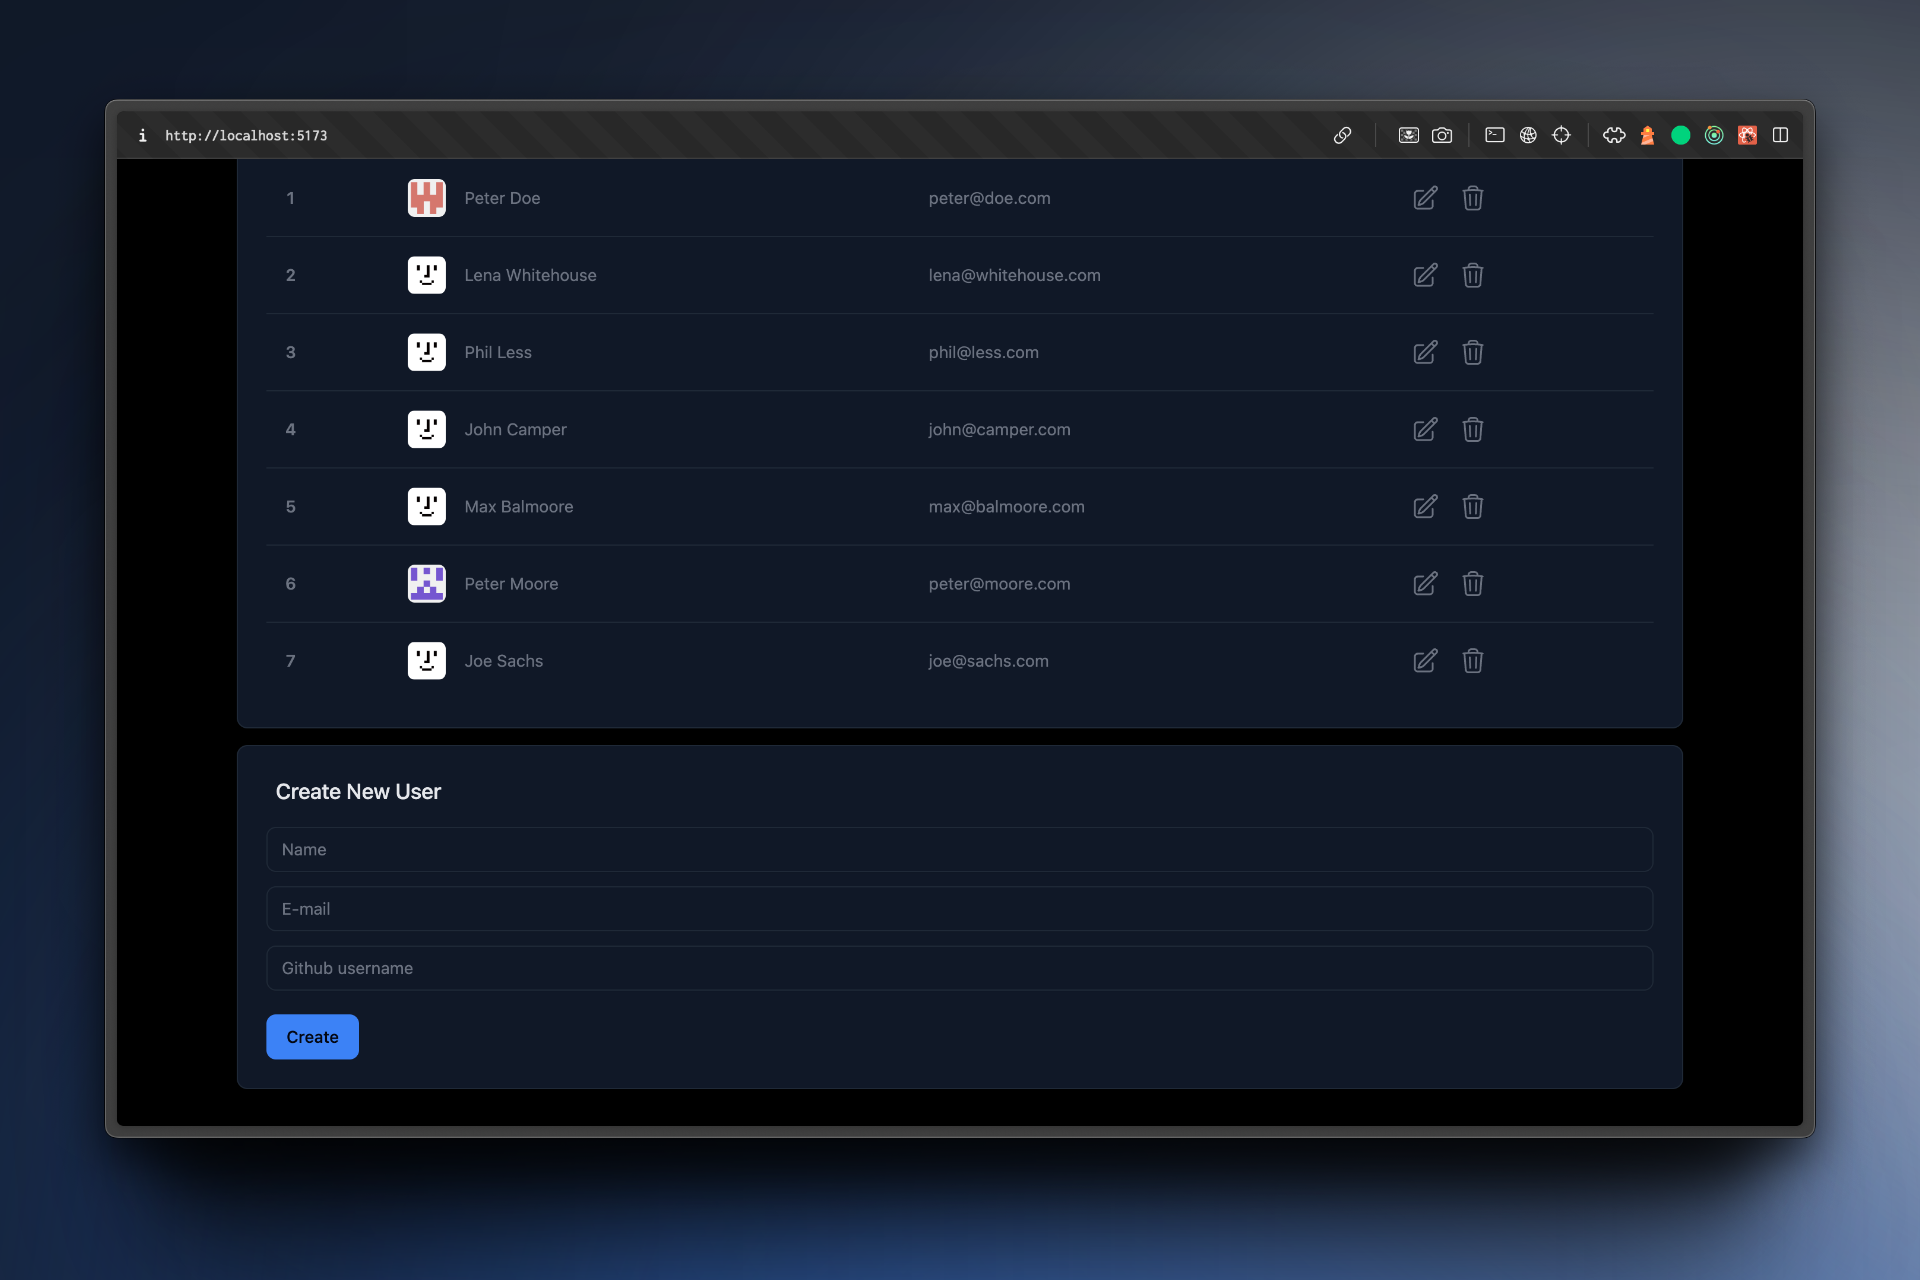 i http://localhost:5173
1 Peter Doe peter@doe.com
2 Lena Whitehouse lena@whitehouse.com
3 Phil Less phil@less.com
4 John Camper john@camper.com
5 Max Balmoore max@balmoore.com
6 Peter Moore peter@moore.com
7 Joe Sachs joe@sachs.com
Create New User
Name
E-mail
Github username
Create